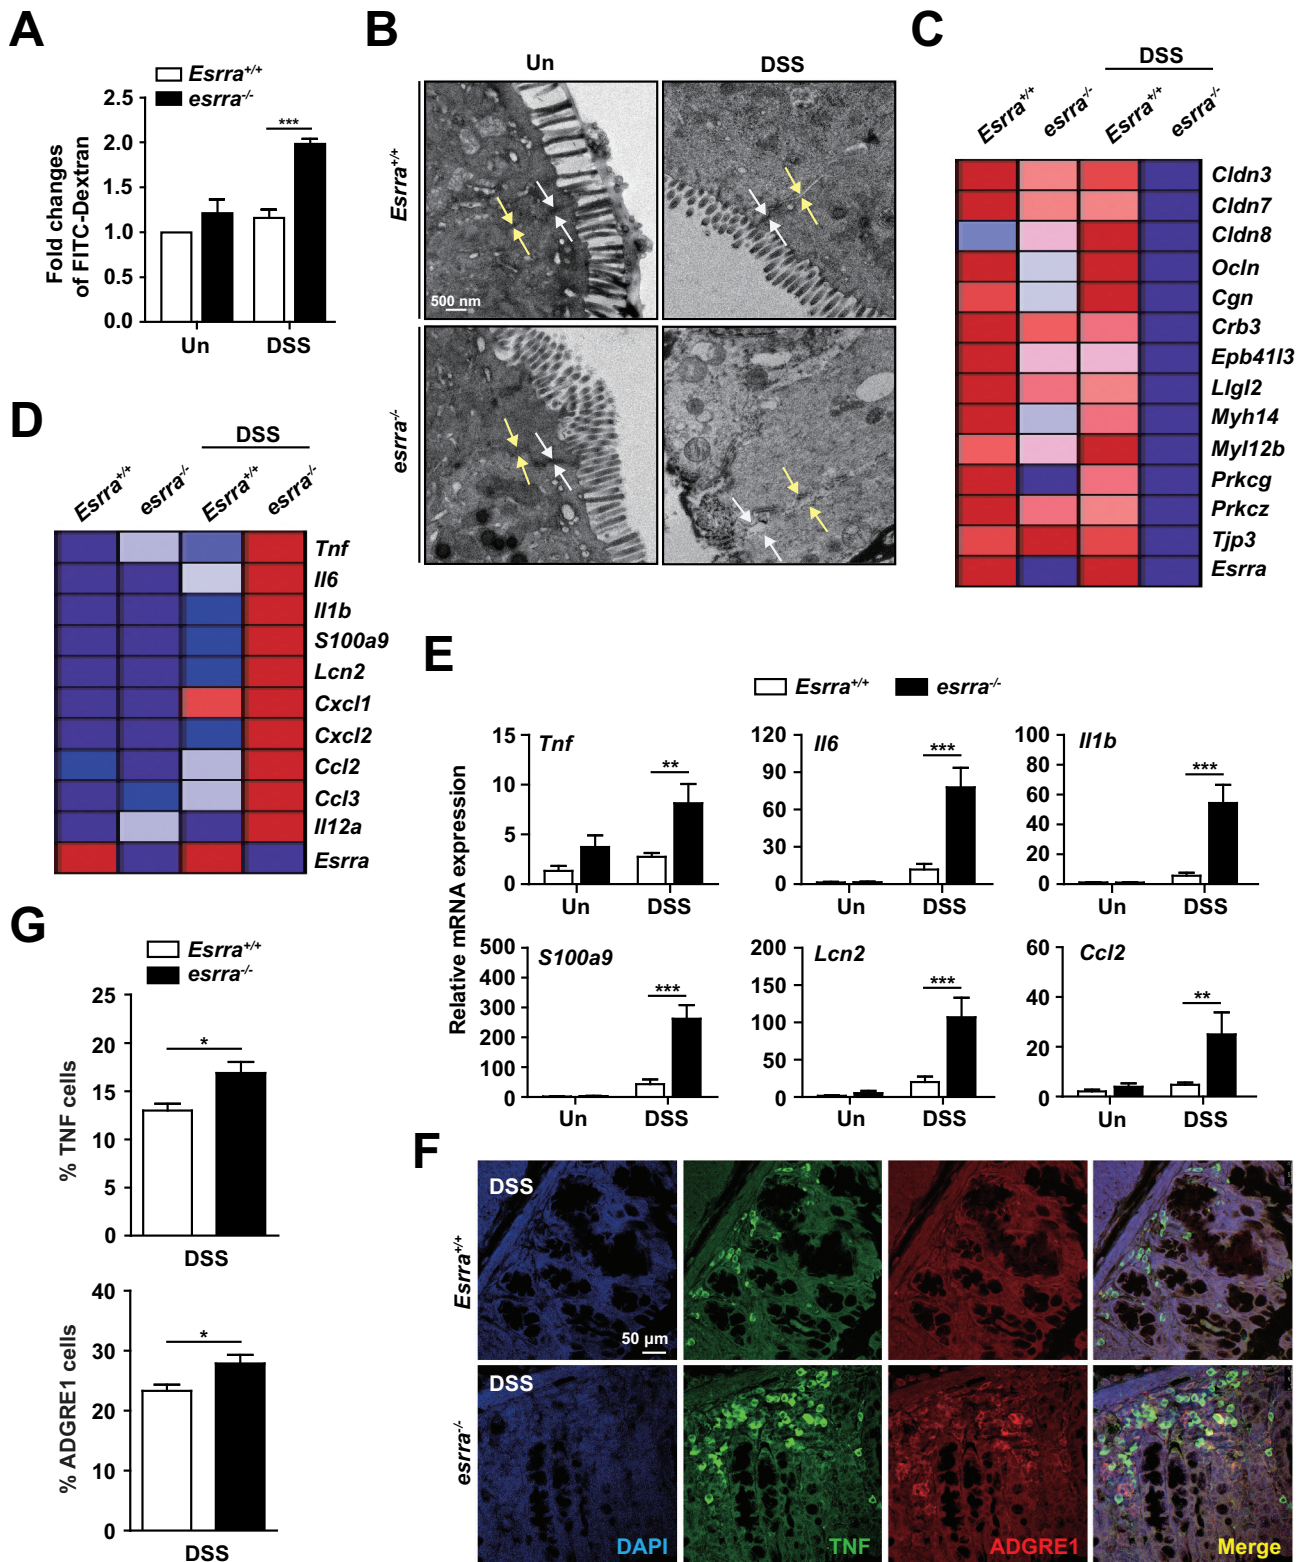 A
Esrra+/+
esrra-/-
Fold changes
of FITC-Dextran
2.5
2.0
1.5
1.0
0.5
0.0
***
Un
DSS
B
Un
DSS
Esrra+/+
esrra-/-
500 nm
C
DSS
Esrra+/+
esrra-/-
Esrra+/+
esrra-/-
Cldn3
Cldn7
Cldn8
Ocln
Cgn
Crb3
Epb41l3
Llgl2
Myh14
Myl12b
Prkcg
Prkcz
Tjp3
Esrra
D
DSS
Esrra+/+
esrra-/-
Esrra+/+
esrra-/-
Tnf
Il6
Il1b
S100a9
Lcn2
Cxcl1
Cxcl2
Ccl2
Ccl3
Il12a
Esrra
E
Esrra+/+
esrra-/-
Relative mRNA expression
Tnf
15
10
5
0
**
Un
DSS
Il6
120
90
60
30
0
***
Un
DSS
Il1b
100
80
60
40
20
0
***
Un
DSS
S100a9
500
400
300
200
100
0
***
Un
DSS
Lcn2
200
150
100
50
0
***
Un
DSS
Ccl2
60
40
20
0
**
Un
DSS
F
Esrra+/+
DSS
50 µm
esrra-/-
DSS
DAPI
TNF
ADGRE1
Merge
G
Esrra+/+
esrra-/-
% TNF cells
25
20
15
10
5
0
*
DSS
% ADGRE1 cells
40
30
20
10
0
*
DSS